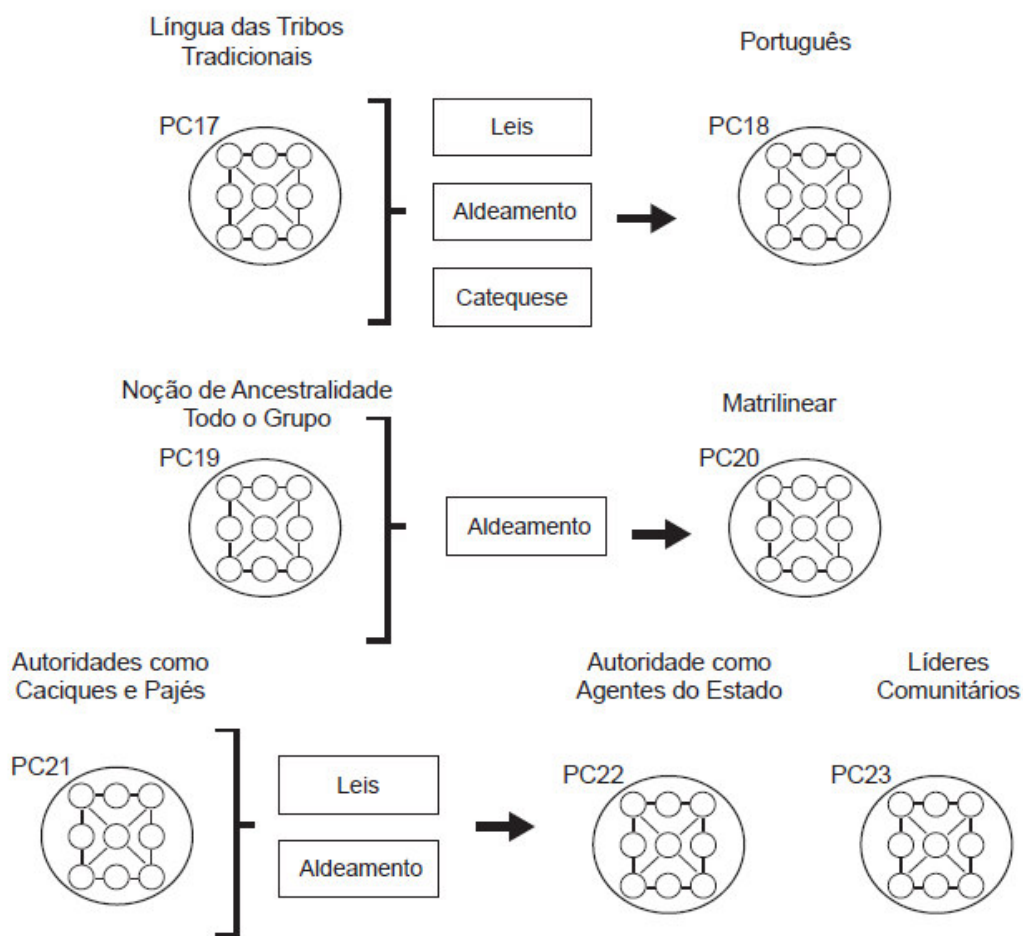 Língua das Tribos
Tradicionais
Português
PC17
Leis
PC18
Aldeamento
Catequese
Noção de Ancestralidade
Todo o Grupo
Matrilinear
PC19
PC20
Aldeamento
Autoridades como
Caciques e Pajés
Autoridade como
Agentes do Estado
Líderes
Comunitários
PC21
Leis
PC22
PC23
Aldeamento